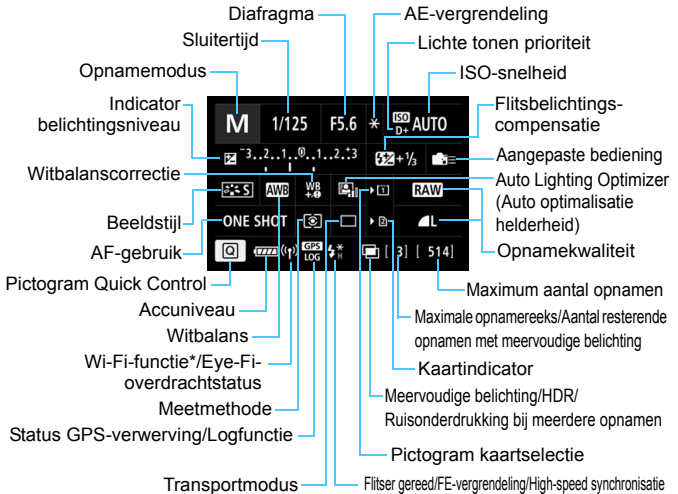 Diafragma
AE-vergrendeling
Sluitertijd
Lichte tonen prioriteit
Opnamemodus
ISO-snelheid
Indicator
belichtingsniveau
Flitsbelichtings-
compensatie
M 1/125 F5.6 * ISO D+ AUTO
-3..2..1..0..1..2.+3 +1/3
Witbalanscorrectie
Aangepaste bediening
S AWB WB +/- 1 RAW
Auto Lighting Optimizer
(Auto optimalisatie
helderheid)
Beeldstijl
ONE SHOT 2 L
AF-gebruik
Opnamekwaliteit
Q GPS LOG H [ 3] [ 514]
Pictogram Quick Control
Maximum aantal opnamen
Accuniveau
Maximale opnamereeks/Aantal resterende
opnamen met meervoudige belichting
Witbalans
Wi-Fi-functie*/Eye-Fi-
overdrachtstatus
Kaartindicator
Meetmethode
Meervoudige belichting/HDR/
Ruisonderdrukking bij meerdere opnamen
Status GPS-verwerving/Logfunctie
Pictogram kaartselectie
Transportmodus
Flitser gereed/FE-vergrendeling/High-speed synchronisatie